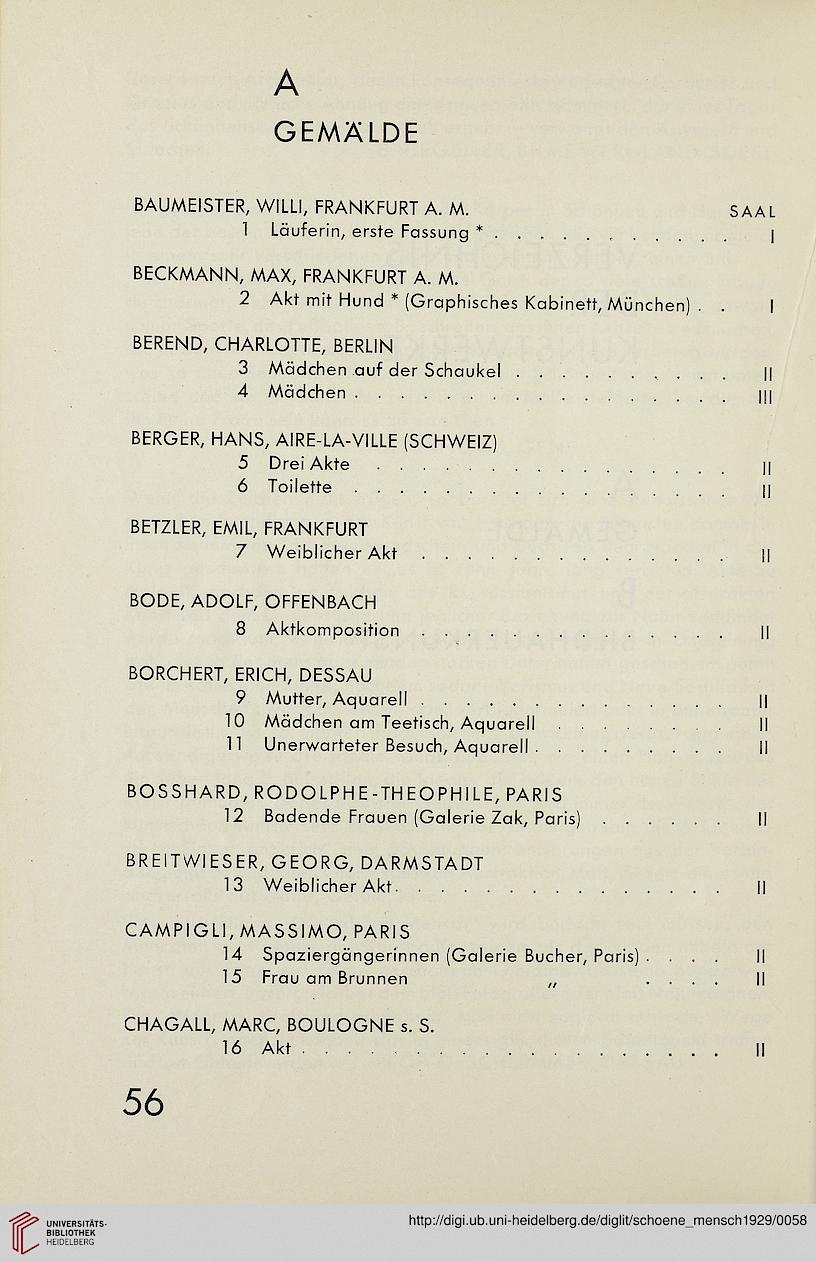 A
GEMÄLDE
BAUMEISTER, WILLI, FRANKFURT A. M. SAAL
1 Läuferin, erste Fassung * . . . . . . . . . . . I
BECKMANN, MAX, FRANKFURT A. M.
2 Akt mit Hund * (Graphisches Kabinett, München) . . I
BEREND, CHARLOTTE, BERLIN
3 Mädchen auf der Schaukel . . . . . . . . . . II
4 Mädchen . . . . . . . . . . . . . . . . . III
BERGER, HANS, AIRE-LA-VILLE (SCHWEIZ)
5 Drei Akte . . . . . . . . . . . . . . . . II
6 Toilette . . . . . . . . . . . . . . . . . II
BETZLER, EMIL, FRANKFURT
7 Weiblicher Akt . . . . . . . . . . . . . . II
BODE, ADOLF, OFFENBACH
8 Aktkomposition . . . . . . . . . . . . . . II
BORCHERT, ERICH, DESSAU
9 Mutter, Aquarell . . . . . . . . . . . . . . II
10 Mädchen am Teetisch, Aquarell . . . . . . . . II
11 Unerwarteter Besuch, Aquarell . . . . . . . . . II
BOSSHARD, RODOLPHE-THEOPHILE, PARIS
12 Badende Frauen (Galerie Zak, Paris) . . . . . . II
BREITWIESER, GEORG, DARMSTADT
13 Weiblicher Akt . . . . . . . . . . . . . . . II
CAMPIGLI, MASSIMO, PARIS
14 Spaziergängerinnen (Galerie Bucher, Paris) . . . . II
15 Frau am Brunnen „ . . . . II
CHAGALL, MARC, BOULOGNE s. S.
16 Akt . . . . . . . . . . . . . . . . . . . II
56
UNIVERSITÄTS-
BIBLIOTHEK
HEIDELBERG
http://digi.ub.uni-heidelberg.de/diglit/schoene_mensch1929/0058